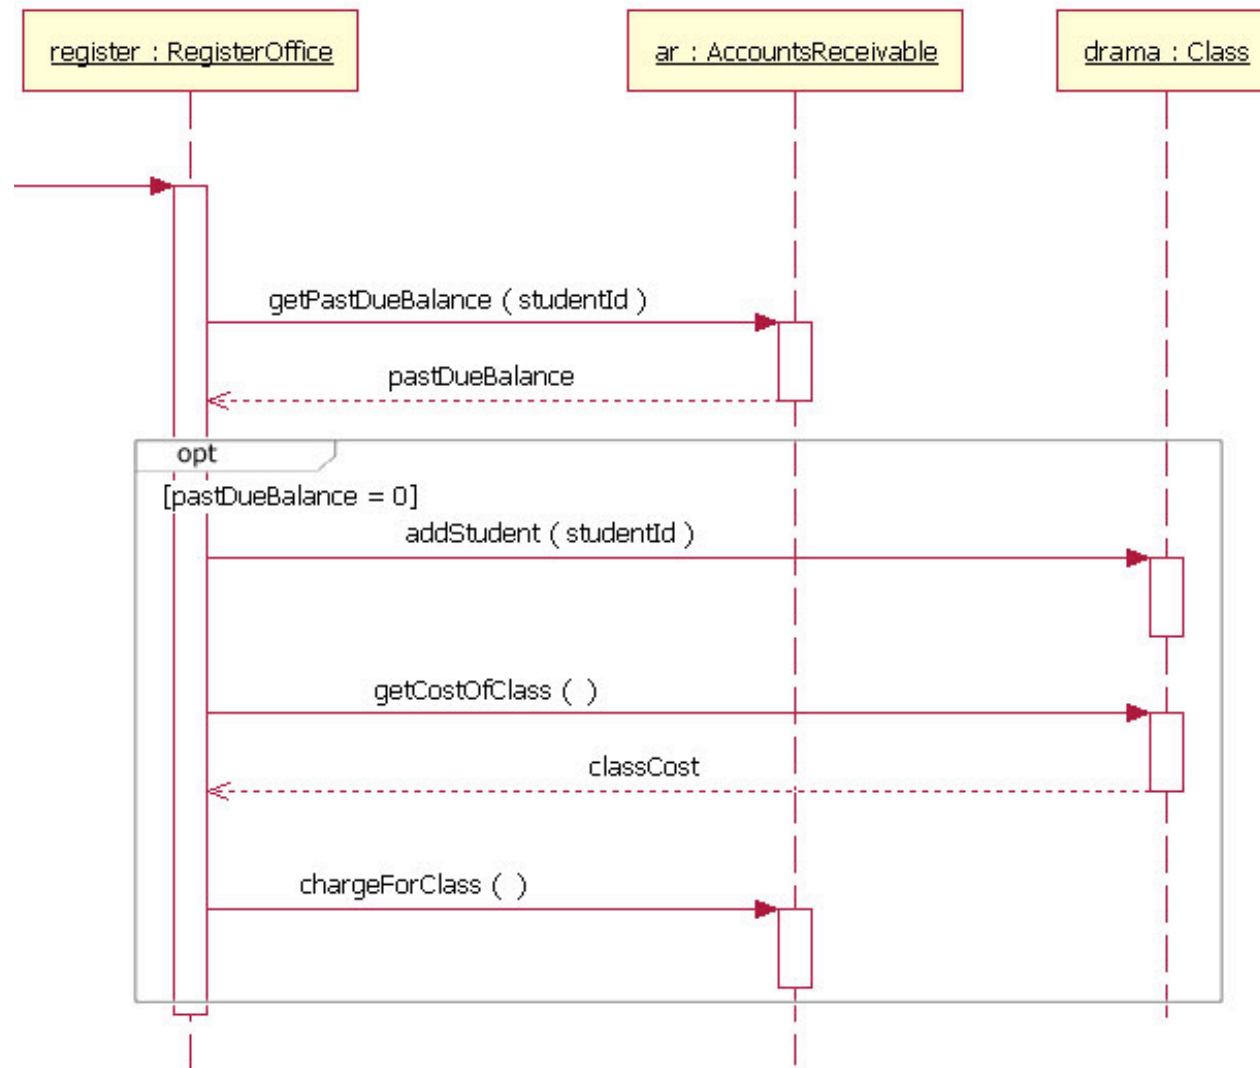 register : RegisterOffice
ar : AccountsReceivable
drama : Class
getPastDueBalance ( studentId )
pastDueBalance
opt
[pastDueBalance = 0]
addStudent ( studentId )
getCostOfClass (  )
classCost
chargeForClass (  )